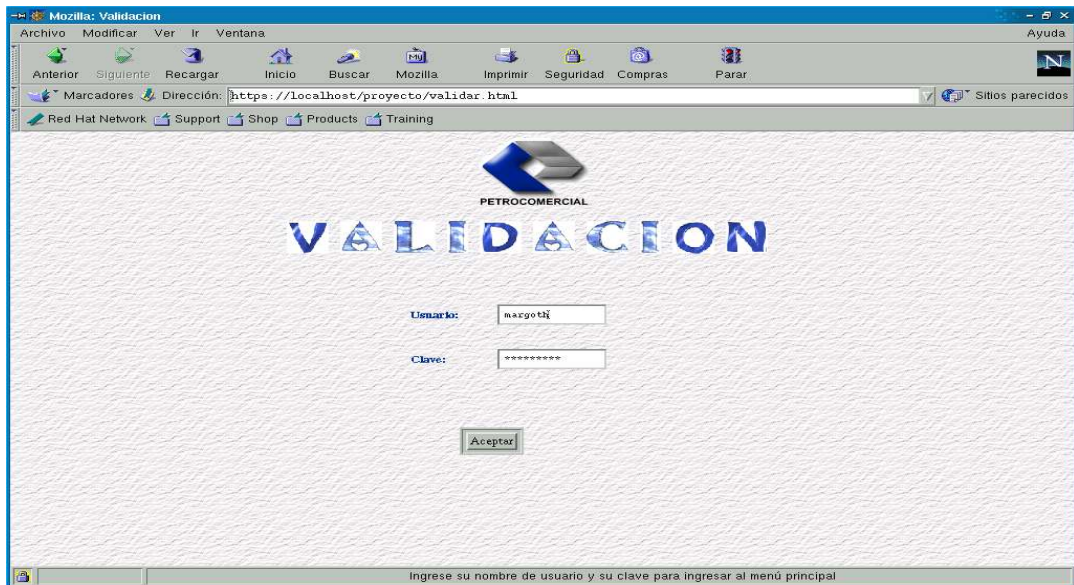 Mozilla: Validacion
Archivo Modificar Ver Ir Ventana Ayuda
Anterior Siguiente Recargar Inicio Buscar Mozilla Imprimir Seguridad Compras Parar
My
N
Marcadores Dirección: https://localhost/proyecto/validar.html Sitios parecidos
Red Hat Network Support Shop Products Training
PETROCOMERCIAL
VALIDACION
Usuario: margoth
Clave: *********
Aceptar
Ingrese su nombre de usuario y su clave para ingresar al menú principal